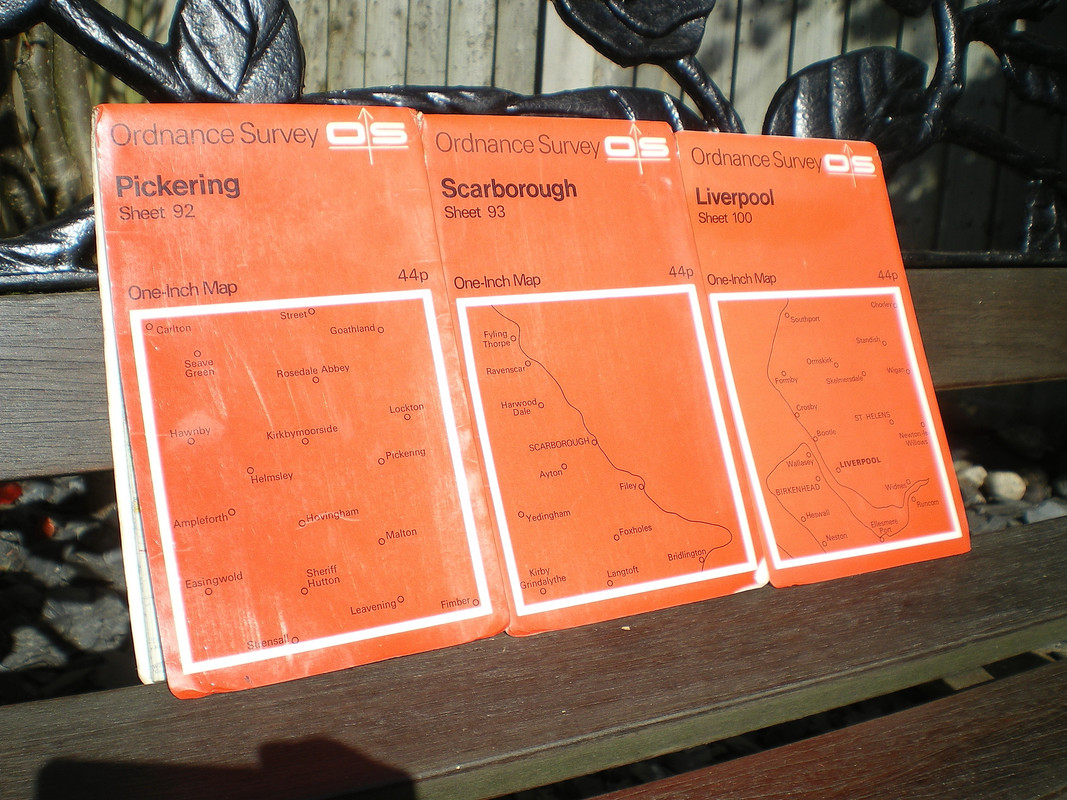 Ordnance Survey OS
Pickering
Sheet 92
44p
One-Inch Map
Street
Carlton
Goathland
Seave
Green
Rosedale Abbey
Lockton
Hawnby
Kirkbymoorside
Pickering
Helmsley
Ampleforth
Hovingham
Malton
Easingwold
Sheriff
Hutton
Leavening
Fimber
Strensall
Ordnance Survey OS
Scarborough
Sheet 93
44p
One-Inch Map
Fyling
Thorpe
Ravenscar
Harwood
Dale
SCARBOROUGH
Ayton
Filey
Yedingham
Foxholes
Bridlington
Kirby
Grindalythe
Langtoft
Ordnance Survey OS
Liverpool
Sheet 100
44p
One-Inch Map
Chorley
Southport
Standish
Ormskirk
Wigan
Formby
Skelmersdale
Crosby
ST HELENS
Bootle
Newton-le
Willows
Wallasey
LIVERPOOL
BIRKENHEAD
Widnes
Runcorn
Heswall
Ellesmere
Port
Neston